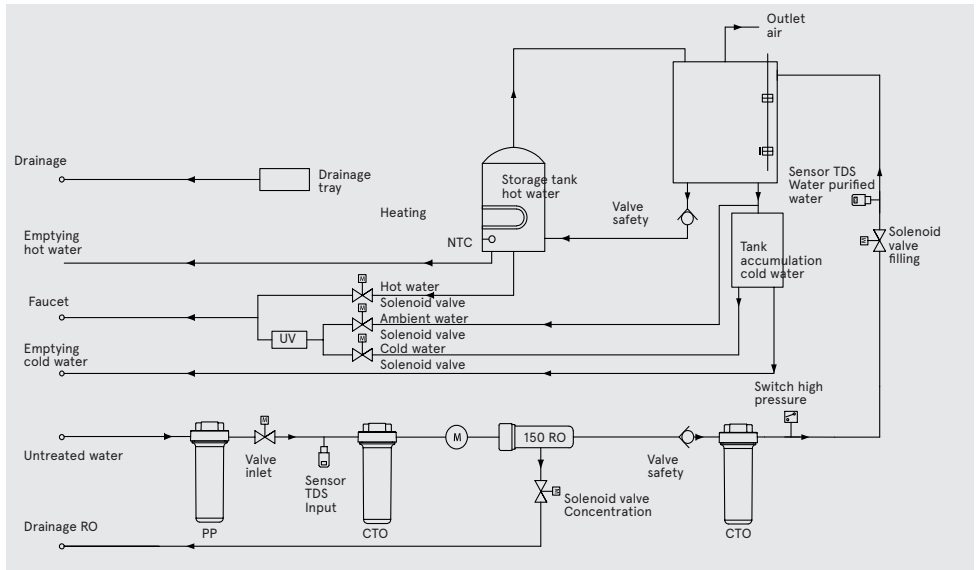 Outlet
air
Drainage
Drainage
tray
Storage tank
hot water
Heating
Valve
safety
Sensor TDS
Water purified
water
NTC
Emptying
hot water
Tank
accumulation
cold water
Solenoid
valve
filling
M
M
Hot water
Solenoid valve
Faucet
M
Ambient water
Solenoid valve
UV
M
Cold water
Solenoid valve
Emptying
cold water
Switch high
pressure
M
M
150 RO
Untreated water
Valve
inlet
Sensor
TDS
Input
Valve
safety
M
Solenoid valve
Concentration
Drainage RO
PP
CTO
CTO